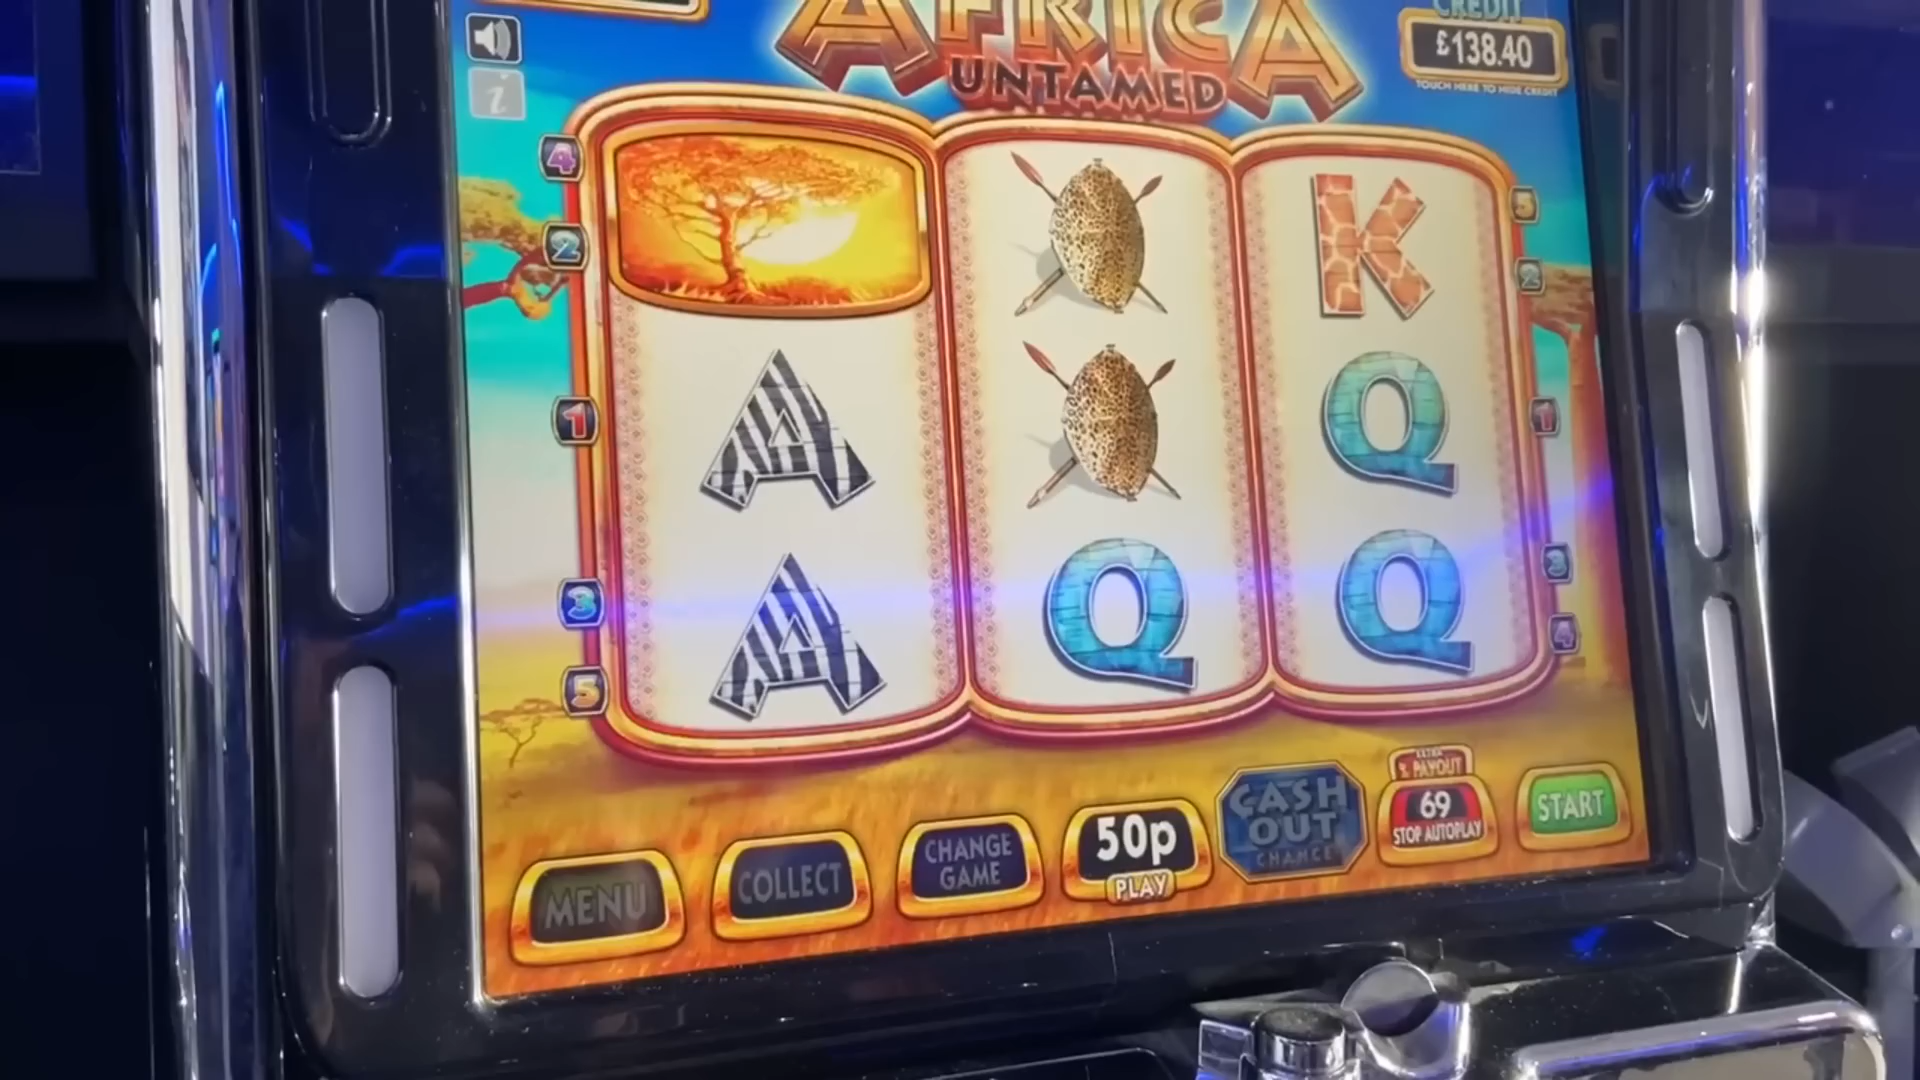 AFRICA
UNTAMED
CREDIT
£138.40
TOUCH HERE TO HIDE CREDIT
i
4
2
1
3
5
K
A
Q
A
Q
Q
5
2
1
3
4
MENU
COLLECT
CHANGE
GAME
50p
PLAY
CASH
OUT
CHANCE
EXTRA
% PAYOUT
69
STOP AUTOPLAY
START